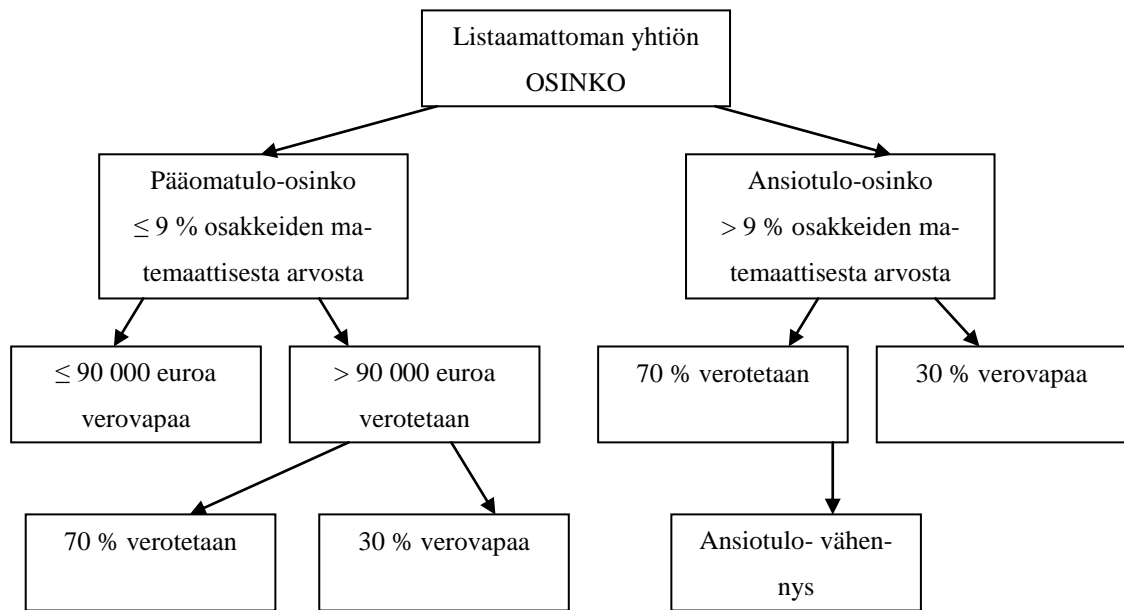 Listaamattoman yhtiön
OSINKO
Pääomatulo-osinko
≤ 9 % osakkeiden ma-
temaattisesta arvosta
Ansiotulo-osinko
> 9 % osakkeiden ma-
temaattisesta arvosta
≤ 90 000 euroa
verovapaa
> 90 000 euroa
verotetaan
70 % verotetaan
30 % verovapaa
70 % verotetaan
30 % verovapaa
Ansiotulo- vähen-
nys